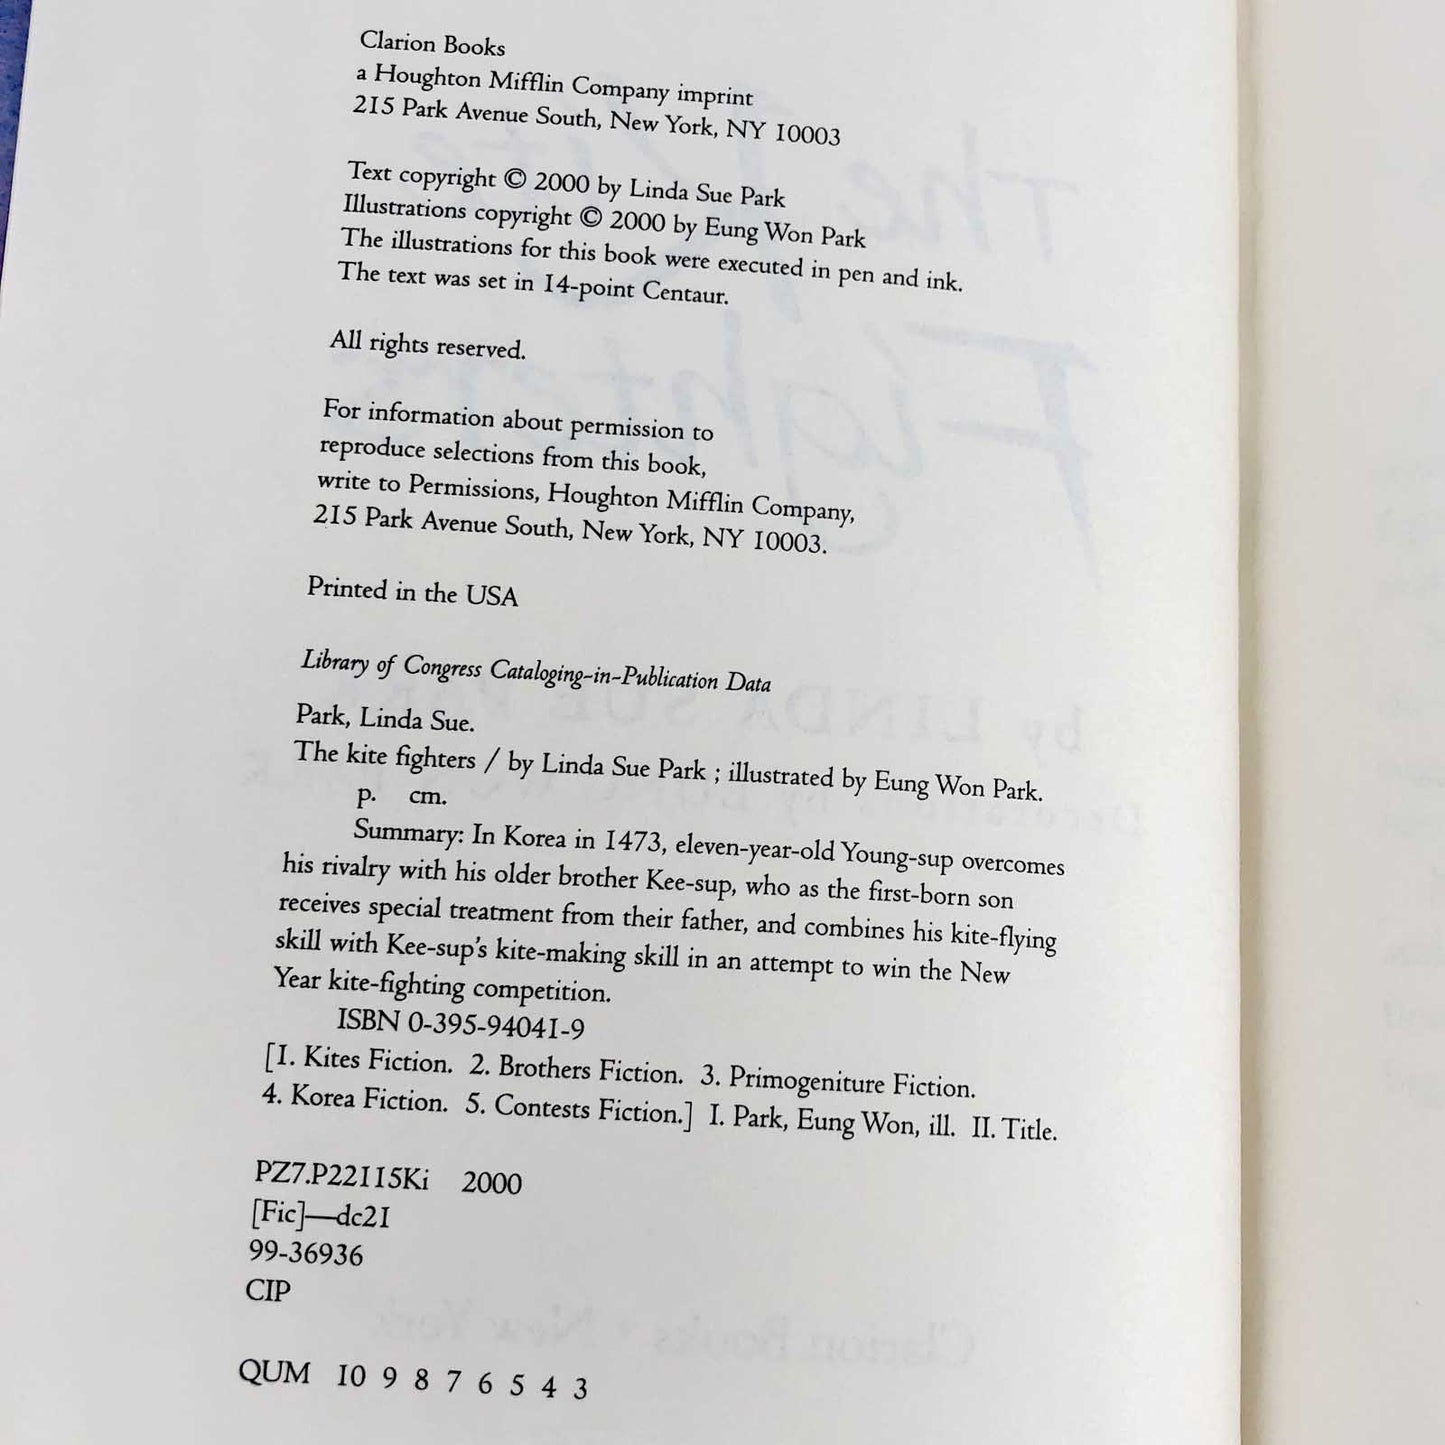 Clarion Books
a Houghton Mifflin Company imprint
215 Park Avenue South, New York, NY 10003
Text copyright © 2000 by Linda Sue Park
Illustrations copyright © 2000 by Eung Won Park
The illustrations for this book were executed in pen and ink.
The text was set in 14-point Centaur.
All rights reserved.
For information about permission to
reproduce selections from this book,
write to Permissions, Houghton Mifflin Company,
215 Park Avenue South, New York, NY 10003.
Printed in the USA
Library of Congress Cataloging-in-Publication Data
Park, Linda Sue.
The kite fighters / by Linda Sue Park ; illustrated by Eung Won Park.
p. cm.
Summary: In Korea in 1473, eleven-year-old Young-sup overcomes
his rivalry with his older brother Kee-sup, who as the first-born son
receives special treatment from their father, and combines his kite-flying
skill with Kee-sup's kite-making skill in an attempt to win the New
Year kite-fighting competition.
ISBN 0-395-94041-9
[1. Kites Fiction. 2. Brothers Fiction. 3. Primogeniture Fiction.
4. Korea Fiction. 5. Contests Fiction.] I. Park, Eung Won, ill. II. Title.
PZ7.P22115Ki 2000
[Fic]—dc21
99-36936
CIP
QUM 10 9 8 7 6 5 4 3